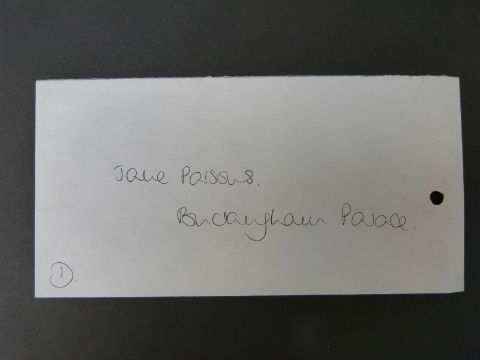 Jane Parsons.
Buckingham Palace.
1